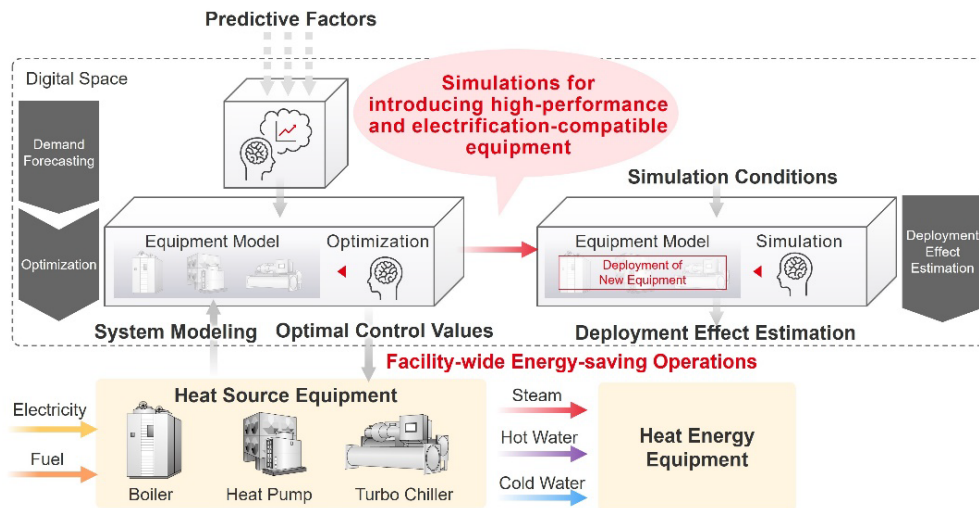 Predictive Factors
Digital Space
Demand
Forecasting
Simulations for
introducing high-performance
and electrification-compatible
equipment
Simulation Conditions
Optimization
Equipment Model
Optimization
Equipment Model
Simulation
Deployment of
New Equipment
Deployment
Effect
Estimation
System Modeling
Optimal Control Values
Deployment Effect Estimation
Facility-wide Energy-saving Operations
Heat Source Equipment
Electricity
Fuel
Boiler
Heat Pump
Turbo Chiller
Steam
Hot Water
Cold Water
Heat Energy
Equipment